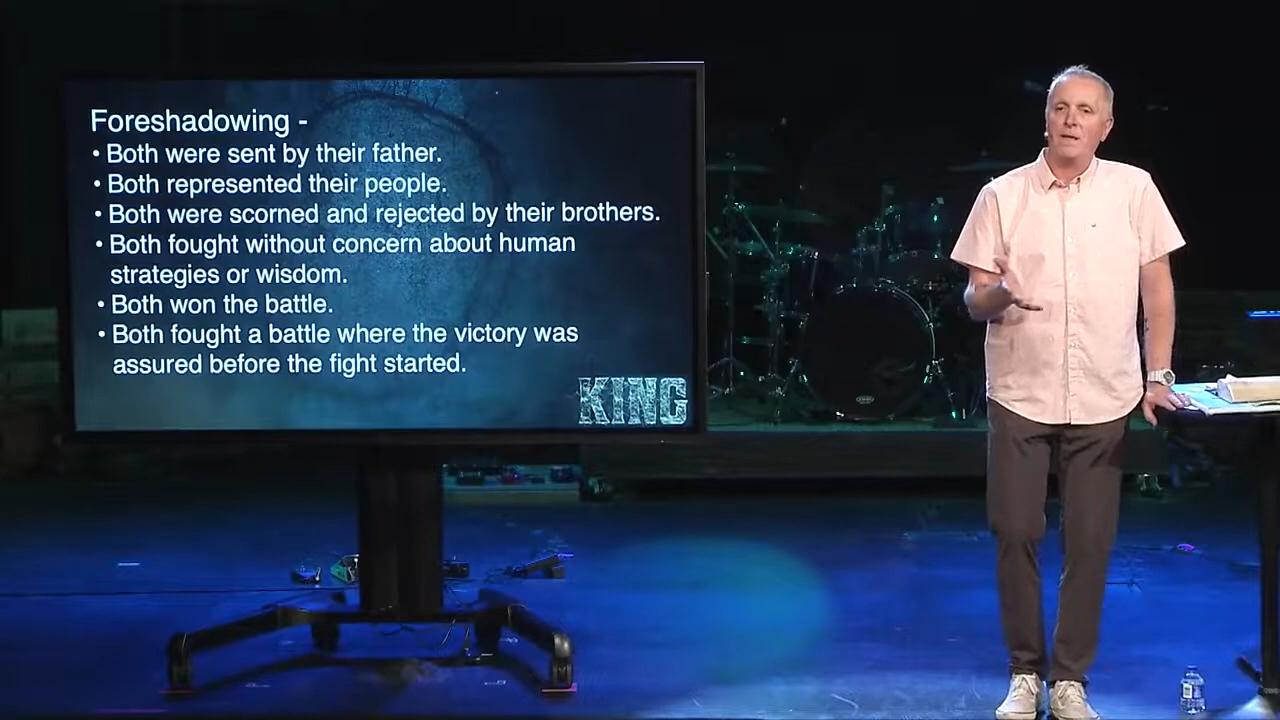 Foreshadowing -
• Both were sent by their father.
• Both represented their people.
• Both were scorned and rejected by their brothers.
• Both fought without concern about human
strategies or wisdom.
• Both won the battle.
• Both fought a battle where the victory was
assured before the fight started.
KING